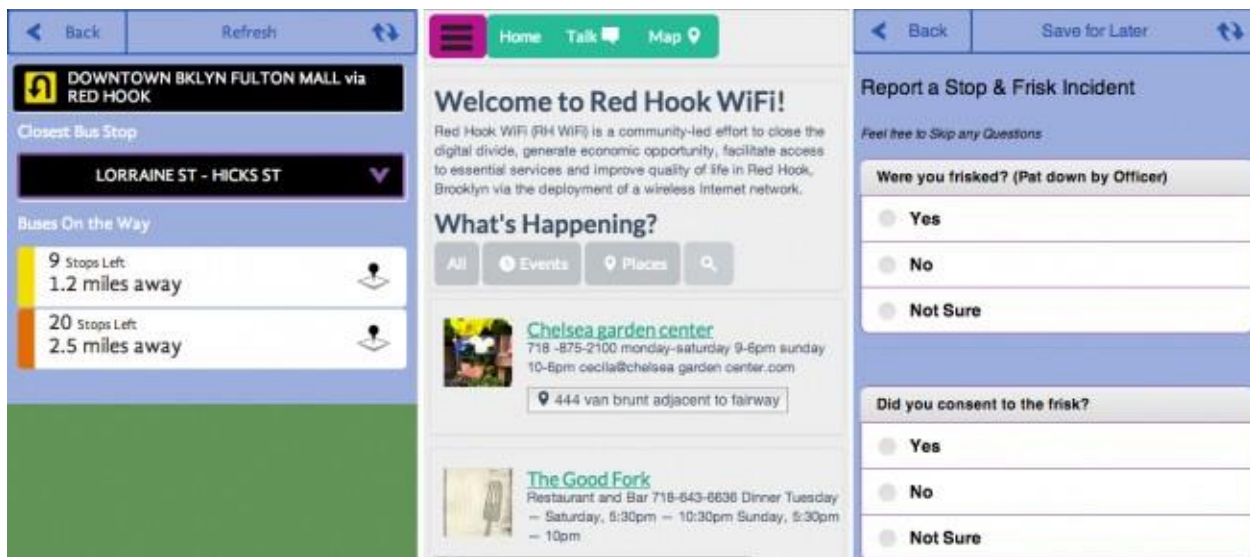 Back
Refresh
DOWNTOWN BKLYN FULTON MALL via
RED HOOK
Closest Bus Stop
LORRAINE ST - HICKS ST
Buses On the Way
9 Stops Left
1.2 miles away
20 Stops Left
2.5 miles away
Home
Talk
Map
Welcome to Red Hook WiFi!
Red Hook WiFi (RH WiFi) is a community-led effort to close the
digital divide, generate economic opportunity, facilitate access
to essential services and improve quality of life in Red Hook,
Brooklyn via the deployment of a wireless Internet network.
What's Happening?
All
Events
Places
Chelsea garden center
718 -875-2100 monday-saturday 9-6pm sunday
10-6pm cecila@chelsea garden center.com
444 van brunt adjacent to fairway
The Good Fork
Restaurant and Bar 718-643-6636 Dinner Tuesday
— Saturday, 5:30pm — 10:30pm Sunday, 5:30pm
— 10pm
Back
Save for Later
Report a Stop & Frisk Incident
Feel free to Skip any Questions
Were you frisked? (Pat down by Officer)
Yes
No
Not Sure
Did you consent to the frisk?
Yes
No
Not Sure